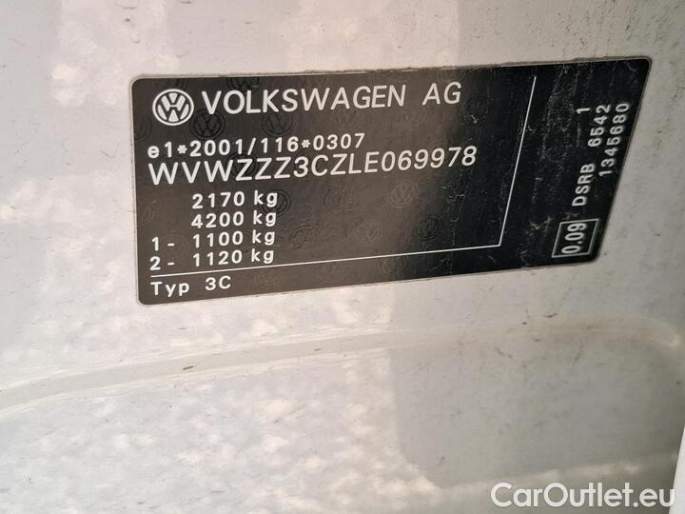 VOLKSWAGEN AG
e1*2001/116*0307
WVWZZZ3CZLE069978
2170 kg
4200 kg
1 - 1100 kg
2 - 1120 kg
Typ 3C
0.09
DSRB 6542 1
1345680
CarOutlet.eu